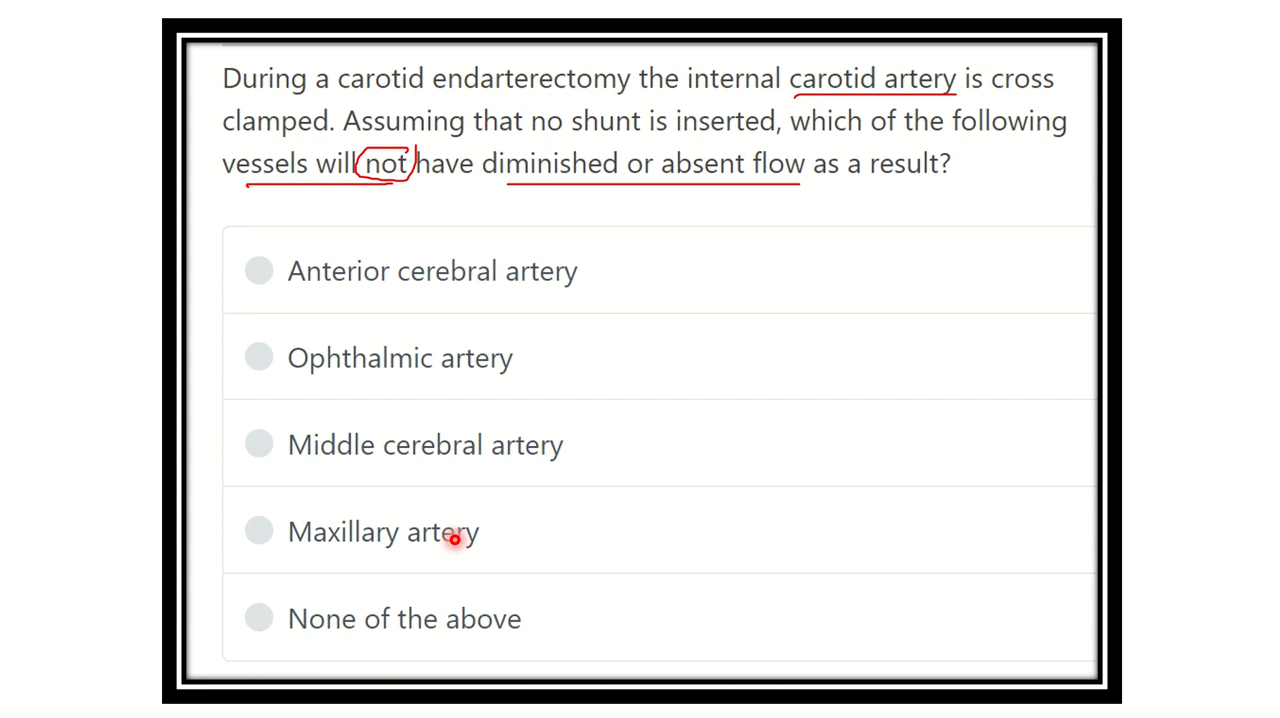 During a carotid endarterectomy the internal carotid artery is cross
clamped. Assuming that no shunt is inserted, which of the following
vessels will not have diminished or absent flow as a result?
Anterior cerebral artery
Ophthalmic artery
Middle cerebral artery
Maxillary artery
None of the above